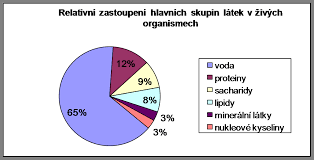 Relativní zastoupení hlavních skupin látek v živých
organismech
12%
9%
8%
3%
3%
65%
voda
proteiny
sacharidy
lipidy
minerální látky
nukleové kyseliny